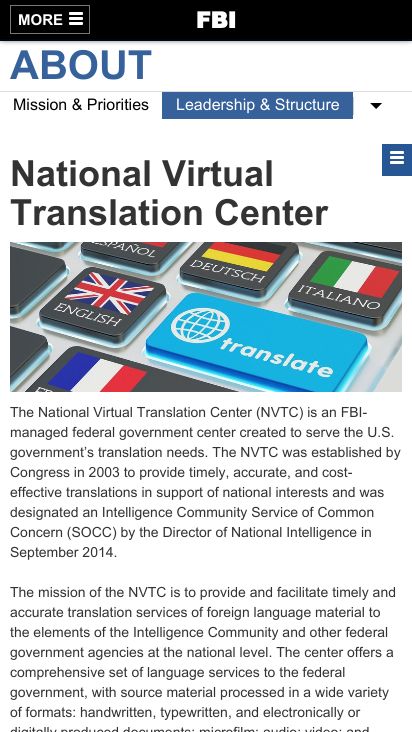 MORE
FBI
ABOUT
Mission & Priorities
Leadership & Structure
National Virtual
Translation Center
ESPAÑOL
DEUTSCH
ITALIANO
ENGLISH
translate
The National Virtual Translation Center (NVTC) is an FBI-
managed federal government center created to serve the U.S.
government’s translation needs. The NVTC was established by
Congress in 2003 to provide timely, accurate, and cost-
effective translations in support of national interests and was
designated an Intelligence Community Service of Common
Concern (SOCC) by the Director of National Intelligence in
September 2014.
The mission of the NVTC is to provide and facilitate timely and
accurate translation services of foreign language material to
the elements of the Intelligence Community and other federal
government agencies at the national level. The center offers a
comprehensive set of language services to the federal
government, with source material processed in a wide variety
of formats: handwritten, typewritten, and electronically or
digitally produced documents; microfilm; audio; video; and